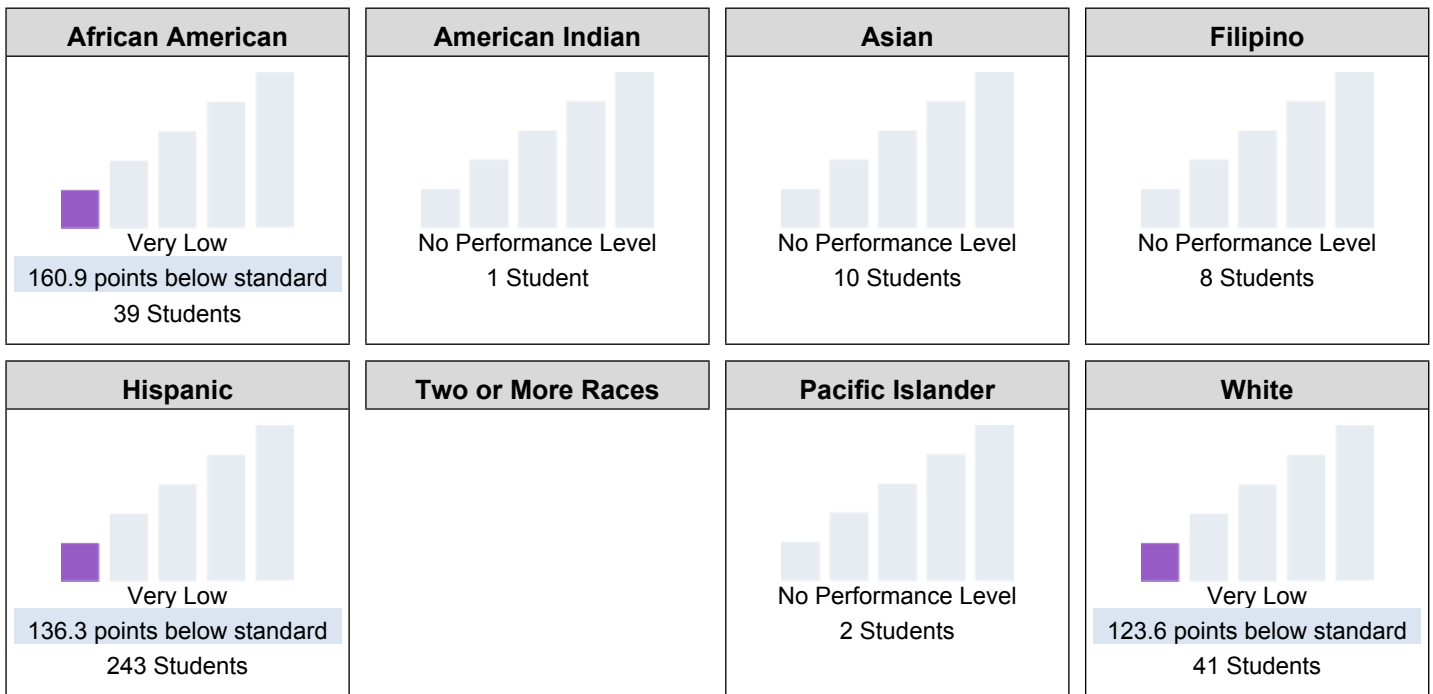 African American
Very Low
160.9 points below standard
39 Students
American Indian
No Performance Level
1 Student
Asian
No Performance Level
10 Students
Filipino
No Performance Level
8 Students
Hispanic
Very Low
136.3 points below standard
243 Students
Two or More Races
Pacific Islander
No Performance Level
2 Students
White
Very Low
123.6 points below standard
41 Students